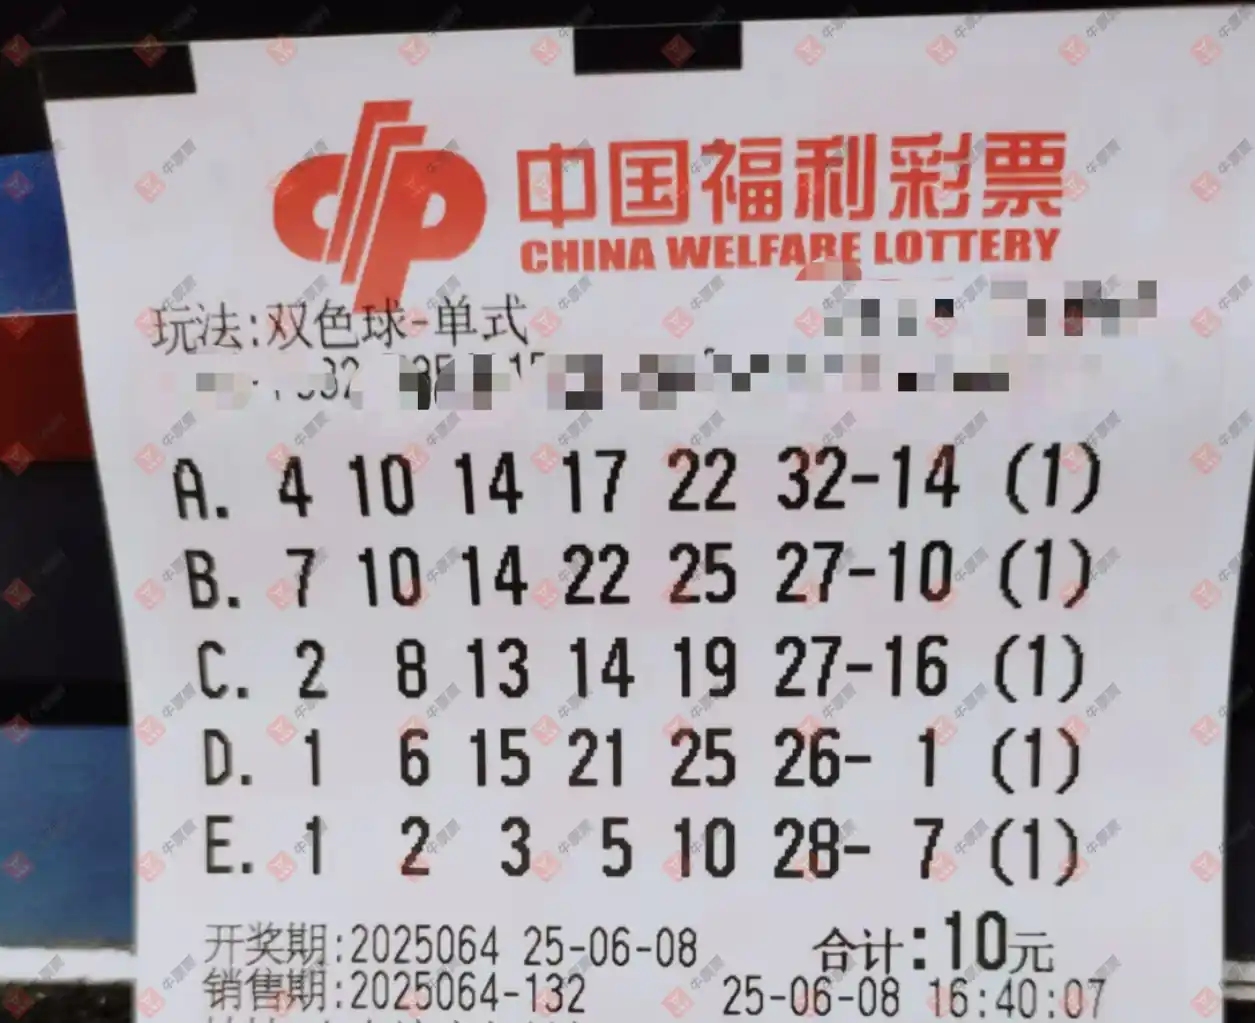 中国福利彩票
CHINA WELFARE LOTTERY
玩法:双色球-单式
A. 4 10 14 17 22 32-14 (1)
B. 7 10 14 22 25 27-10 (1)
C. 2 8 13 14 19 27-16 (1)
D. 1 6 15 21 25 26- 1 (1)
E. 1 2 3 5 10 28- 7 (1)
开奖期:2025064 25-06-08 合计:10元
销售期:2025064-132 25-06-08 16:40:07